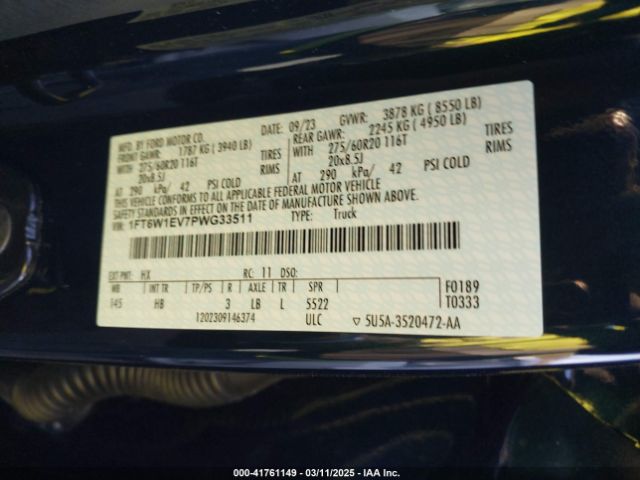 MFD. BY FORD MOTOR CO. DATE: 09/23 GVWR: 3878 KG ( 8550 LB)
FRONT GAWR: 1787 KG ( 3940 LB) REAR GAWR: 2245 KG ( 4950 LB)
275/60R20 116T TIRES WITH 275/60R20 116T TIRES
20x8.5J RIMS 20x8.5J RIMS
AT 290 kPa/ 42 PSI COLD AT 290 kPa/ 42 PSI COLD
THIS VEHICLE CONFORMS TO ALL APPLICABLE FEDERAL MOTOR VEHICLE
SAFETY STANDARDS IN EFFECT ON THE DATE OF MANUFACTURE SHOWN ABOVE.
VIN: 1FT6W1EV7PWG33511 TYPE: Truck
EXT PNT: HX RC: 11 DSO:
WB INT TR TP/PS R AXLE TR SPR F0189
145 HB 3 LB L 5522 T0333
1202309146374 ULC ▽ 5U5A-3520472-AA
000-41761149 - 03/11/2025 - IAA Inc.